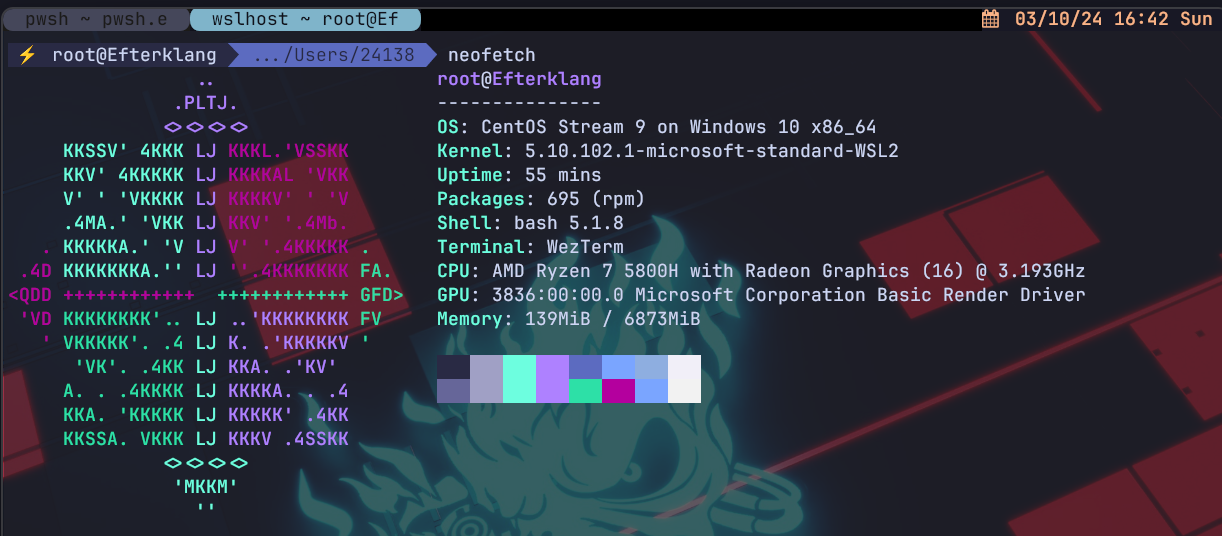 pwsh ~ pwsh.e wslhost ~ root@Ef 03/10/24 16:42 Sun
root@Efterklang .../Users/24138 neofetch
.. root@Efterklang
.PLTJ. ---------------
<><><><> OS: CentOS Stream 9 on Windows 10 x86_64
KKSSV' 4KKK LJ KKKL.'VSSKK Kernel: 5.10.102.1-microsoft-standard-WSL2
KKV' 4KKKKK LJ KKKKAL 'VKK Uptime: 55 mins
V' ' 'VKKKK LJ KKKKV' ' 'V Packages: 695 (rpm)
.4MA.' 'VKK LJ KKV' '.4Mb. Shell: bash 5.1.8
. KKKKKA.' 'V LJ V' '.4KKKKK . Terminal: WezTerm
.4D KKKKKKKA.'' LJ ''.4KKKKKKK FA. CPU: AMD Ryzen 7 5800H with Radeon Graphics (16) @ 3.193GHz
<QDD ++++++++++++ ++++++++++++ GFD> GPU: 3836:00:00.0 Microsoft Corporation Basic Render Driver
'VD KKKKKKKK'.. LJ ..'KKKKKKKK FV Memory: 139MiB / 6873MiB
' VKKKKK'. .4 LJ K. .'KKKKKV '
'VK'. .4KK LJ KKA. .'KV'
A. . .4KKKK LJ KKKKA. . .4
KKA. 'KKKKK LJ KKKKK' .4KK
KKSSA. VKKK LJ KKKV .4SSKK
<><><><>
'MKKM'
''